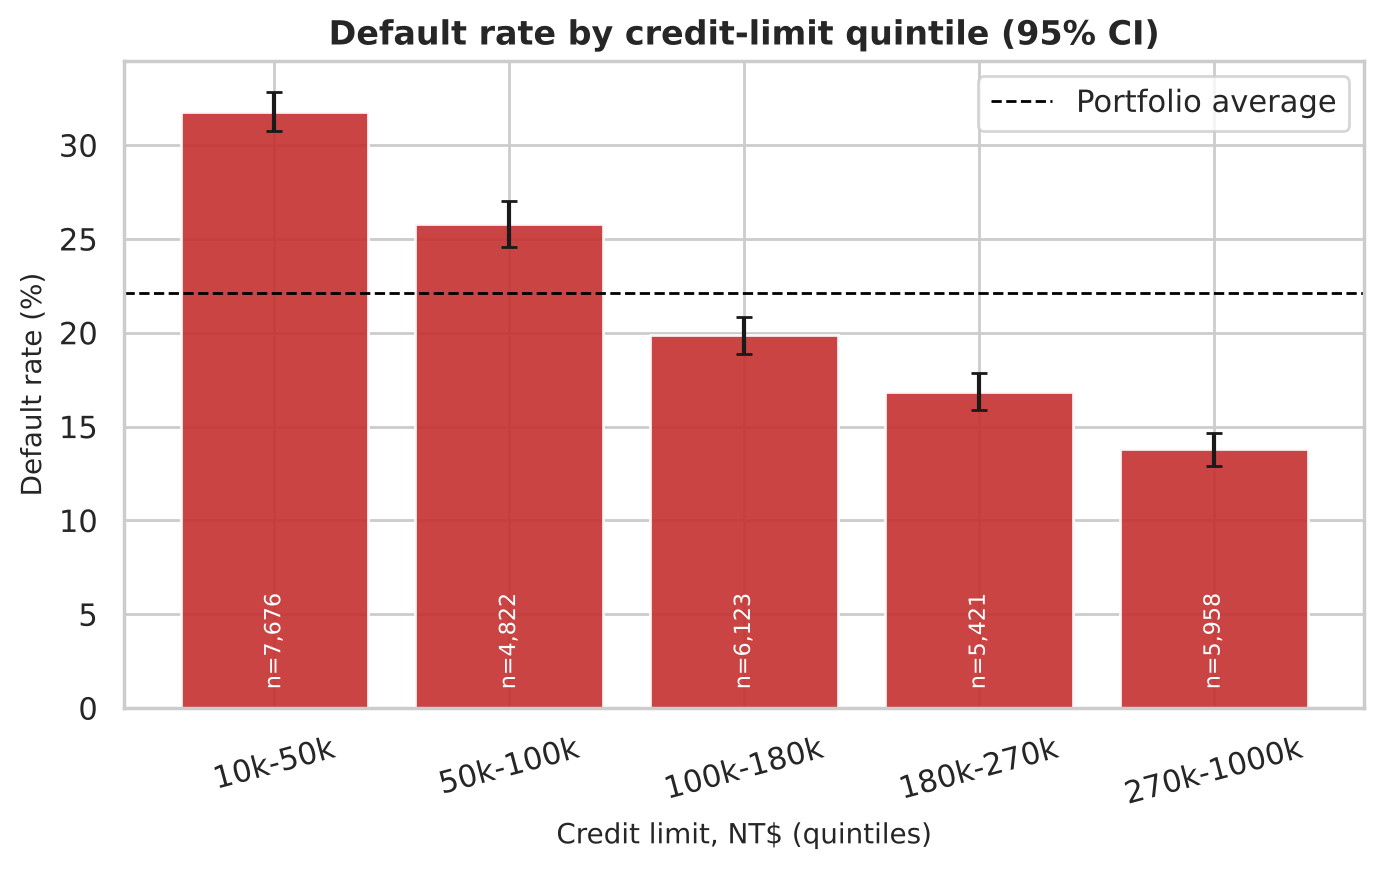 Default rate by credit-limit quintile (95% CI)
Portfolio average
Default rate (%)
30
25
20
15
10
5
0
n=7,676
n=4,822
n=6,123
n=5,421
n=5,958
10k-50k
50k-100k
100k-180k
180k-270k
270k-1000k
Credit limit, NT$ (quintiles)